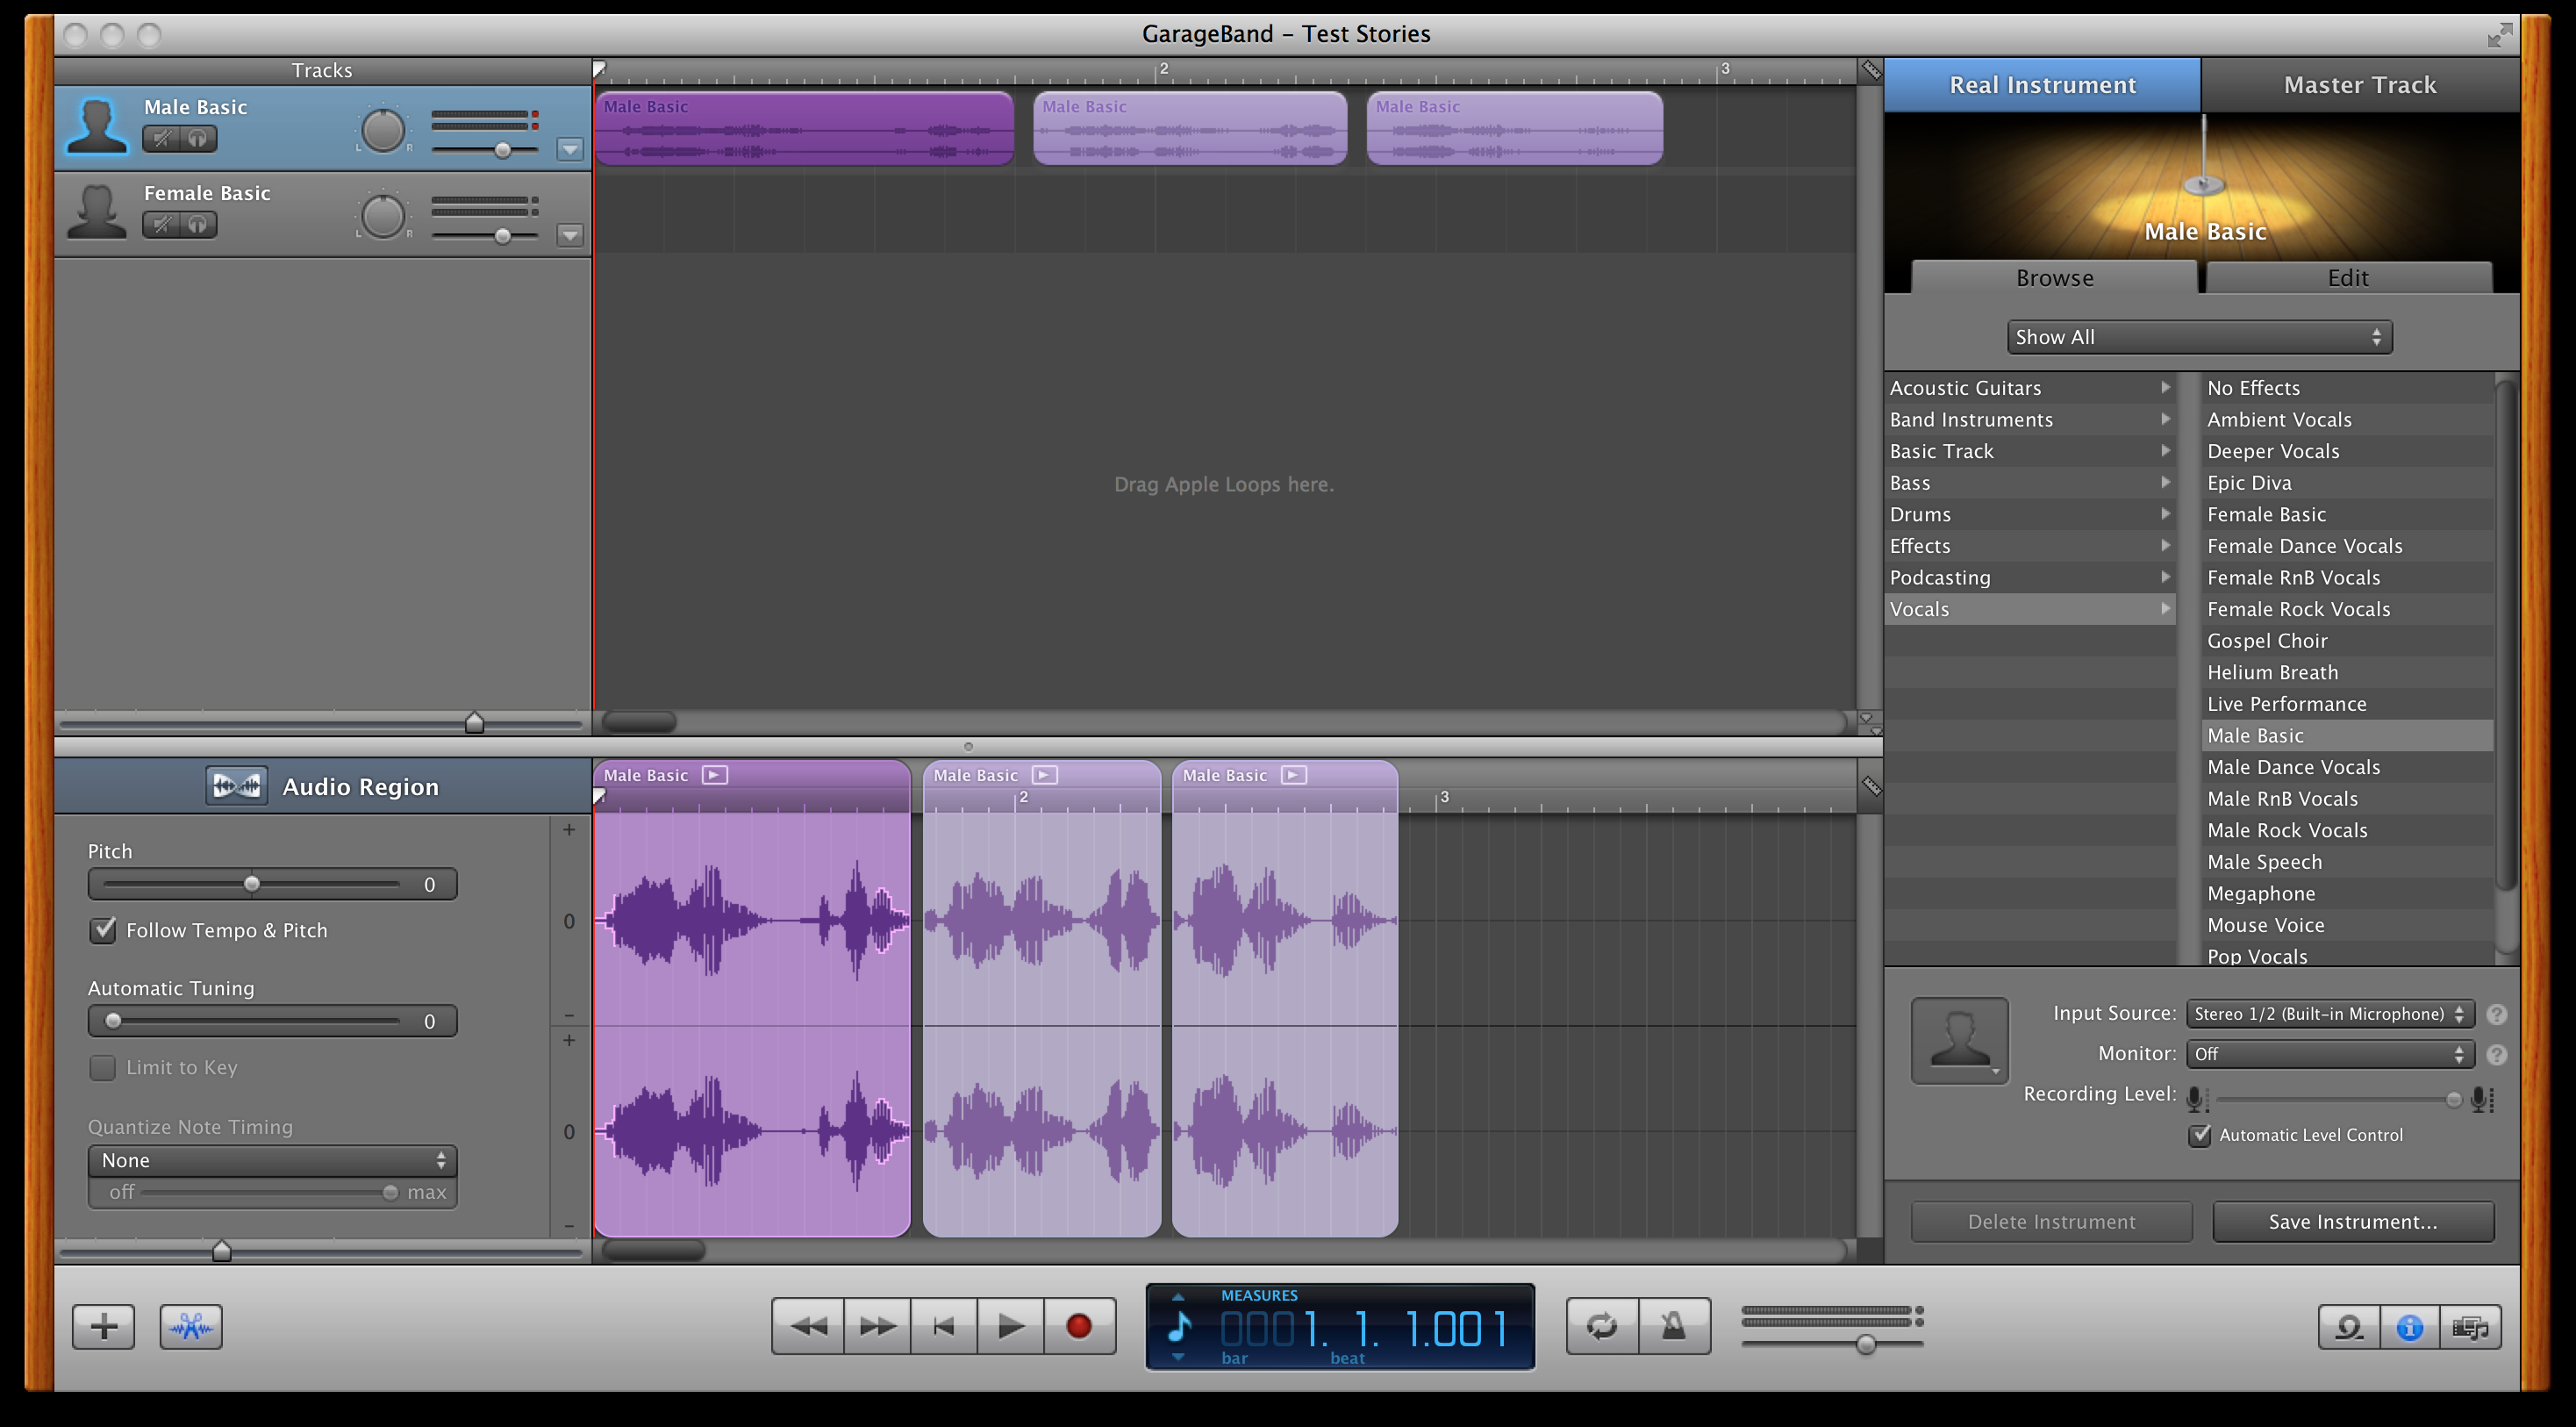 GarageBand – Test Stories
Tracks
2
3
Real Instrument
Master Track
Male Basic
L
R
Male Basic
Male Basic
Male Basic
Female Basic
L
R
Male Basic
Browse
Edit
Show All
Drag Apple Loops here.
Acoustic Guitars
Band Instruments
Basic Track
Bass
Drums
Effects
Podcasting
Vocals
No Effects
Ambient Vocals
Deeper Vocals
Epic Diva
Female Basic
Female Dance Vocals
Female RnB Vocals
Female Rock Vocals
Gospel Choir
Helium Breath
Live Performance
Male Basic
Male Dance Vocals
Male RnB Vocals
Male Rock Vocals
Male Speech
Megaphone
Mouse Voice
Pop Vocals
Audio Region
Male Basic
Male Basic
Male Basic
2
3
Pitch
0
Follow Tempo & Pitch
Automatic Tuning
0
Limit to Key
Quantize Note Timing
None
off
max
+
0
–
+
0
–
Input Source:
Stereo 1/2 (Built-in Microphone)
?
Monitor:
Off
?
Recording Level:
Automatic Level Control
Delete Instrument
Save Instrument...
MEASURES
0001. 1. 1.001
bar
beat